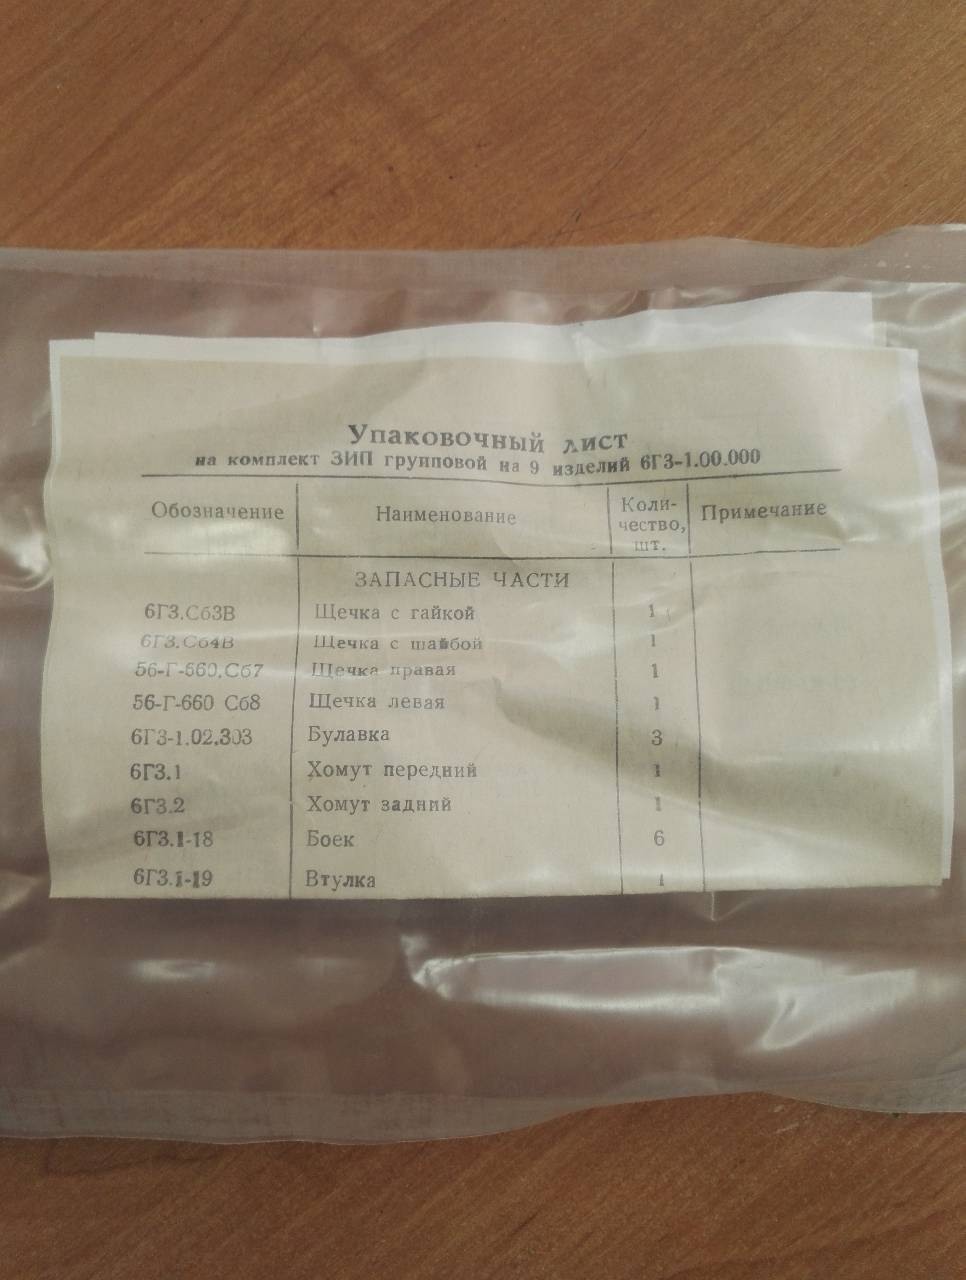 Упаковочный лист
на комплект ЗИП групповой на 9 изделий 6Г3-1.00.000
Обозначение Наименование Коли-чество, шт. Примечание
ЗАПАСНЫЕ ЧАСТИ
6Г3.Сб3В Щечка с гайкой 1
6Г3.Сб4В Щечка с шайбой 1
56-Г-660.Сб7 Щечка правая 1
56-Г-660 Сб8 Щечка левая 1
6Г3-1.02.303 Булавка 3
6Г3.1 Хомут передний 1
6Г3.2 Хомут задний 1
6Г3.1-18 Боек 6
6Г3.1-19 Втулка 1